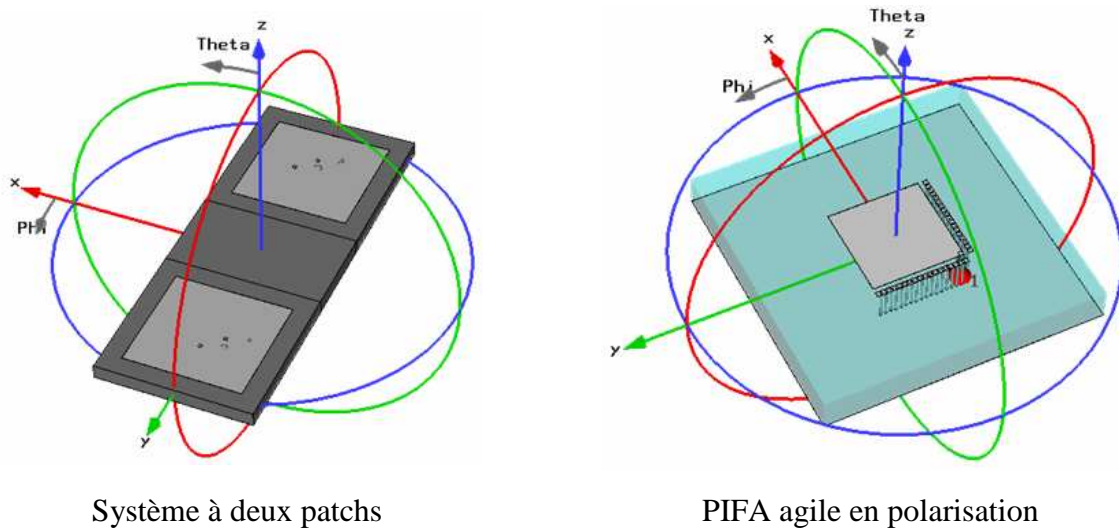 z
Theta
x
Phi
y
Theta
x
z
Phi
y
1
Système à deux patchs
PIFA agile en polarisation